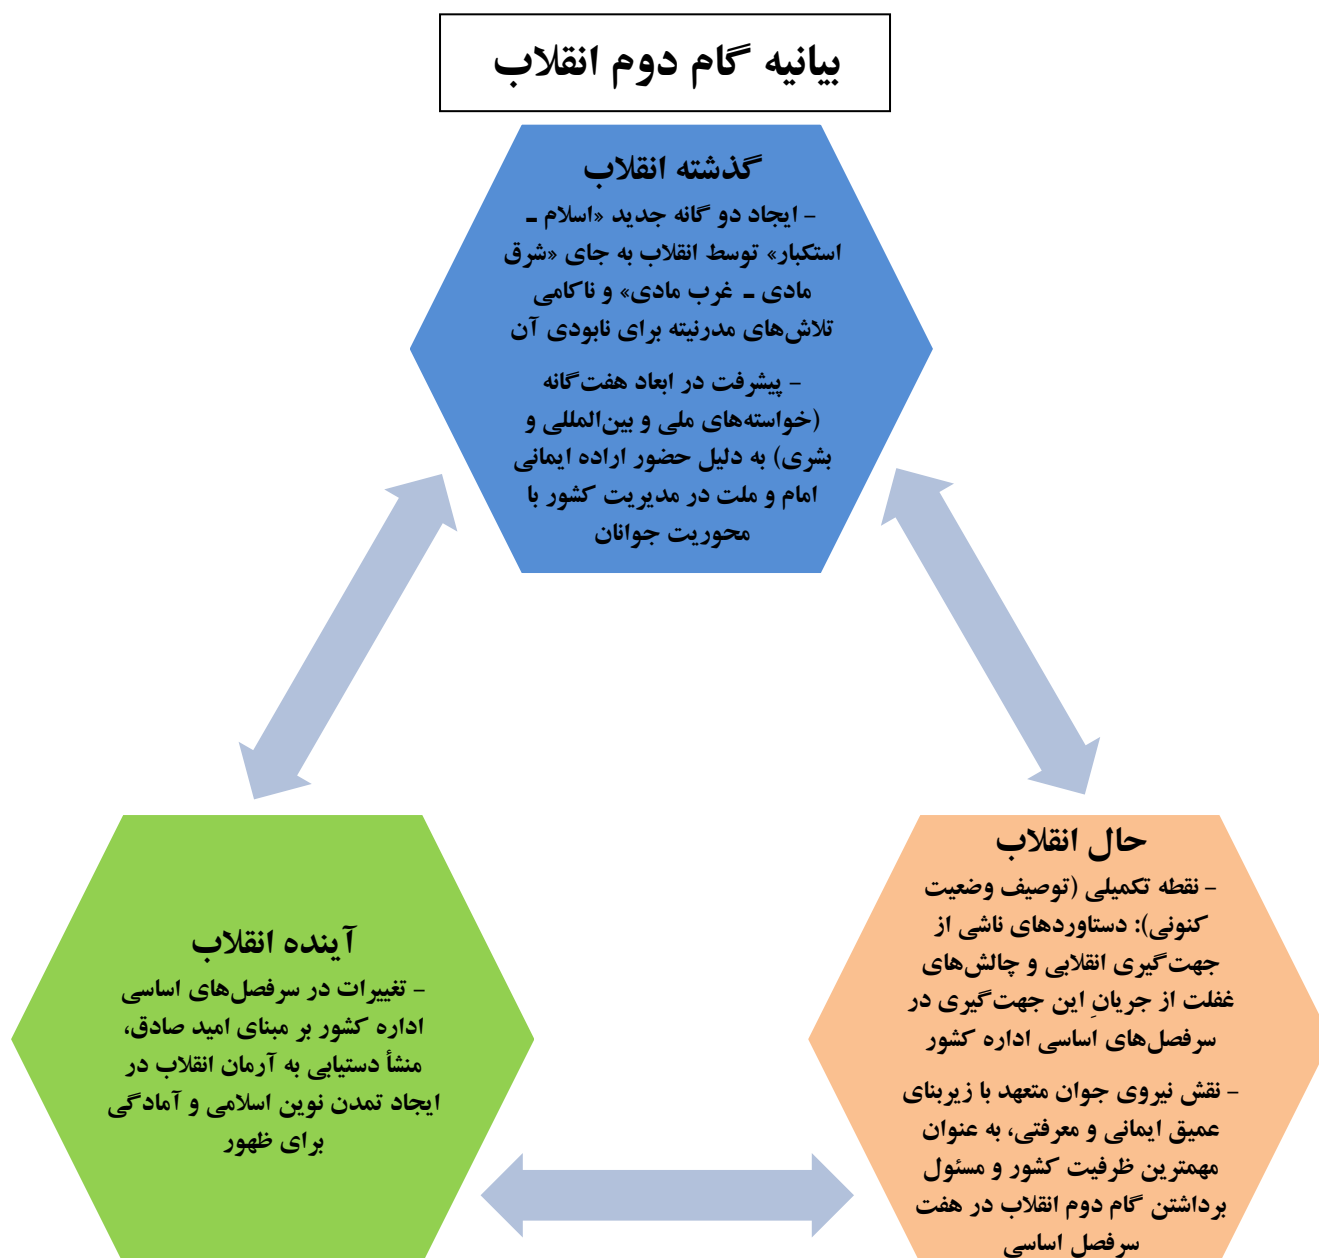 بیانیه گام دوم انقلاب
گذشته انقلاب
- ایجاد دو گانه جدید «اسلام ـ
استکبار» توسط انقلاب به جای «شرق
مادی ـ غرب مادی» و ناکامی
تلاش‌های مدرنیته برای نابودی آن
- پیشرفت در ابعاد هفت‌گانه
(خواسته‌های ملی و بین‌المللی و
بشری) به دلیل حضور اراده ایمانی
امام و ملت در مدیریت کشور با
محوریت جوانان
حال انقلاب
- نقطه تکمیلی (توصیف وضعیت
کنونی): دستاوردهای ناشی از
جهت‌گیری انقلابی و چالش‌های
غفلت از جریانِ این جهت‌گیری در
سرفصل‌های اساسی اداره کشور
- نقش نیروی جوان متعهد با زیربنای
عمیق ایمانی و معرفتی، به عنوان
مهمترین ظرفیت کشور و مسئول
برداشتن گام دوم انقلاب در هفت
سرفصل اساسی
آینده انقلاب
- تغییرات در سرفصل‌های اساسی
اداره کشور بر مبنای امید صادق،
منشأ دستیابی به آرمان انقلاب در
ایجاد تمدن نوین اسلامی و آمادگی
برای ظهور